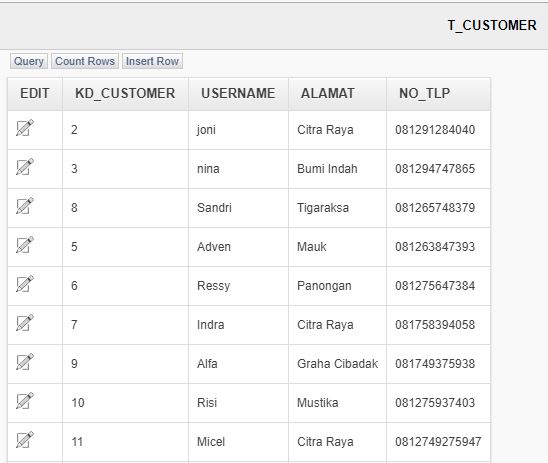 T_CUSTOMER
Query Count Rows Insert Row
EDIT KD_CUSTOMER USERNAME ALAMAT NO_TLP
2 joni Citra Raya 081291284040
3 nina Bumi Indah 081294747865
8 Sandri Tigaraksa 081265748379
5 Adven Mauk 081263847393
6 Ressy Panongan 081275647384
7 Indra Citra Raya 081758394058
9 Alfa Graha Cibadak 081749375938
10 Risi Mustika 081275937403
11 Micel Citra Raya 0812749275947